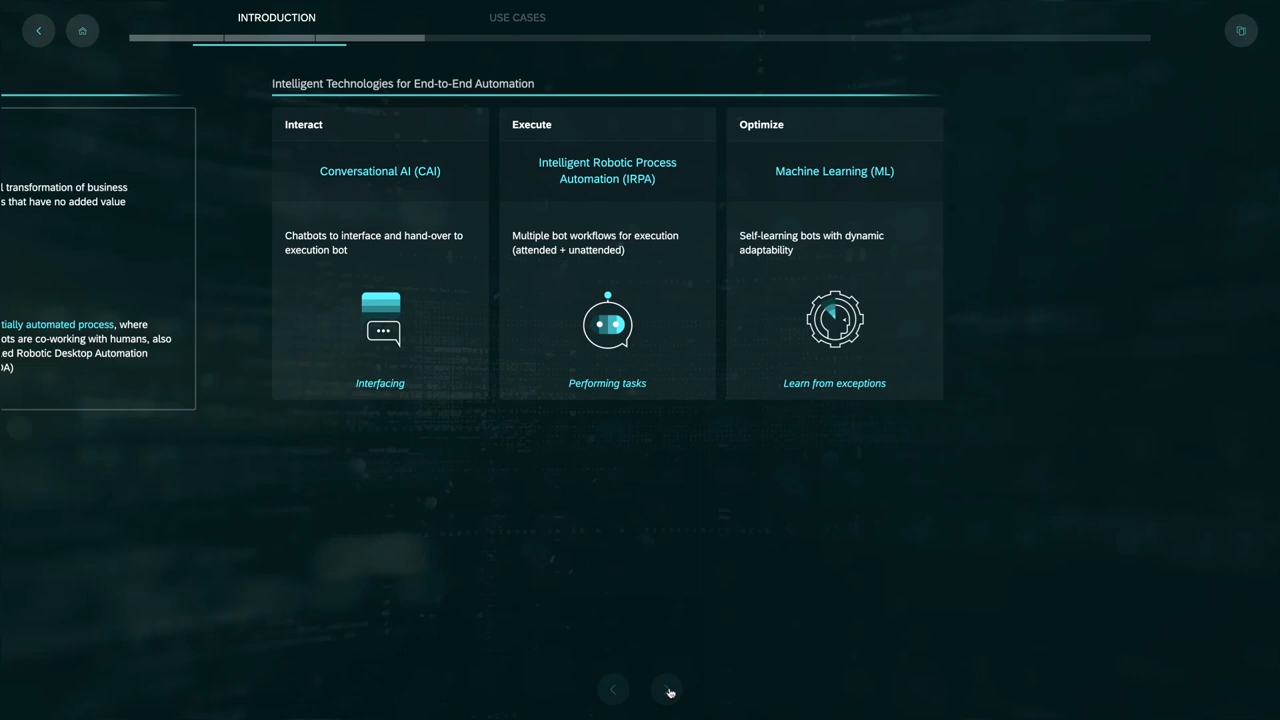 INTRODUCTION
USE CASES
l transformation of business
s that have no added value
tially automated process, where
ots are co-working with humans, also
ed Robotic Desktop Automation
A)
Intelligent Technologies for End-to-End Automation
Interact
Conversational AI (CAI)
Chatbots to interface and hand-over to
execution bot
Interfacing
Execute
Intelligent Robotic Process
Automation (IRPA)
Multiple bot workflows for execution
(attended + unattended)
Performing tasks
Optimize
Machine Learning (ML)
Self-learning bots with dynamic
adaptability
Learn from exceptions